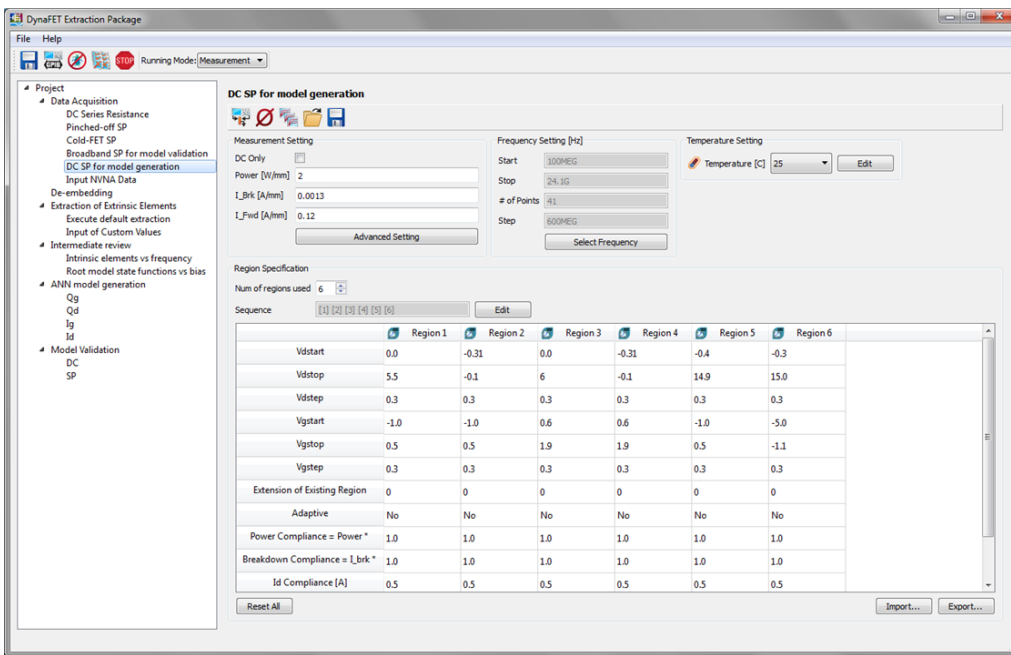 DynaFET Extraction Package
File Help
STOP Running Mode: Measurement
Project
Data Acquisition
DC Series Resistance
Pinched-off SP
Cold-FET SP
Broadband SP for model validation
DC SP for model generation
Input NVNA Data
De-embedding
Extraction of Extrinsic Elements
Execute default extraction
Input of Custom Values
Intermediate review
Intrinsic elements vs frequency
Root model state functions vs bias
ANN model generation
Qg
Qd
Ig
Id
Model Validation
DC
SP
DC SP for model generation
Measurement Setting
DC Only
Power [W/mm] 2
I_Brk [A/mm] 0.0013
I_Fwd [A/mm] 0.12
Advanced Setting
Frequency Setting [Hz]
Start 100MEG
Stop 24.1G
# of Points 41
Step 600MEG
Select Frequency
Temperature Setting
Temperature [C] 25 Edit
Region Specification
Num of regions used 6
Sequence [1] [2] [3] [4] [5] [6] Edit
Region 1 Region 2 Region 3 Region 4 Region 5 Region 6
Vdstart 0.0 -0.31 0.0 -0.31 -0.4 -0.3
Vdstop 5.5 -0.1 6 -0.1 14.9 15.0
Vdstep 0.3 0.3 0.3 0.3 0.3 0.3
Vgstart -1.0 -1.0 0.6 0.6 -1.0 -5.0
Vgstop 0.5 0.5 1.9 1.9 0.5 -1.1
Vgstep 0.3 0.3 0.3 0.3 0.3 0.3
Extension of Existing Region 0 0 0 0 0 0
Adaptive No No No No No No
Power Compliance = Power * 1.0 1.0 1.0 1.0 1.0 1.0
Breakdown Compliance = I_brk * 1.0 1.0 1.0 1.0 1.0 1.0
Id Compliance [A] 0.5 0.5 0.5 0.5 0.5 0.5
Reset All Import... Export...